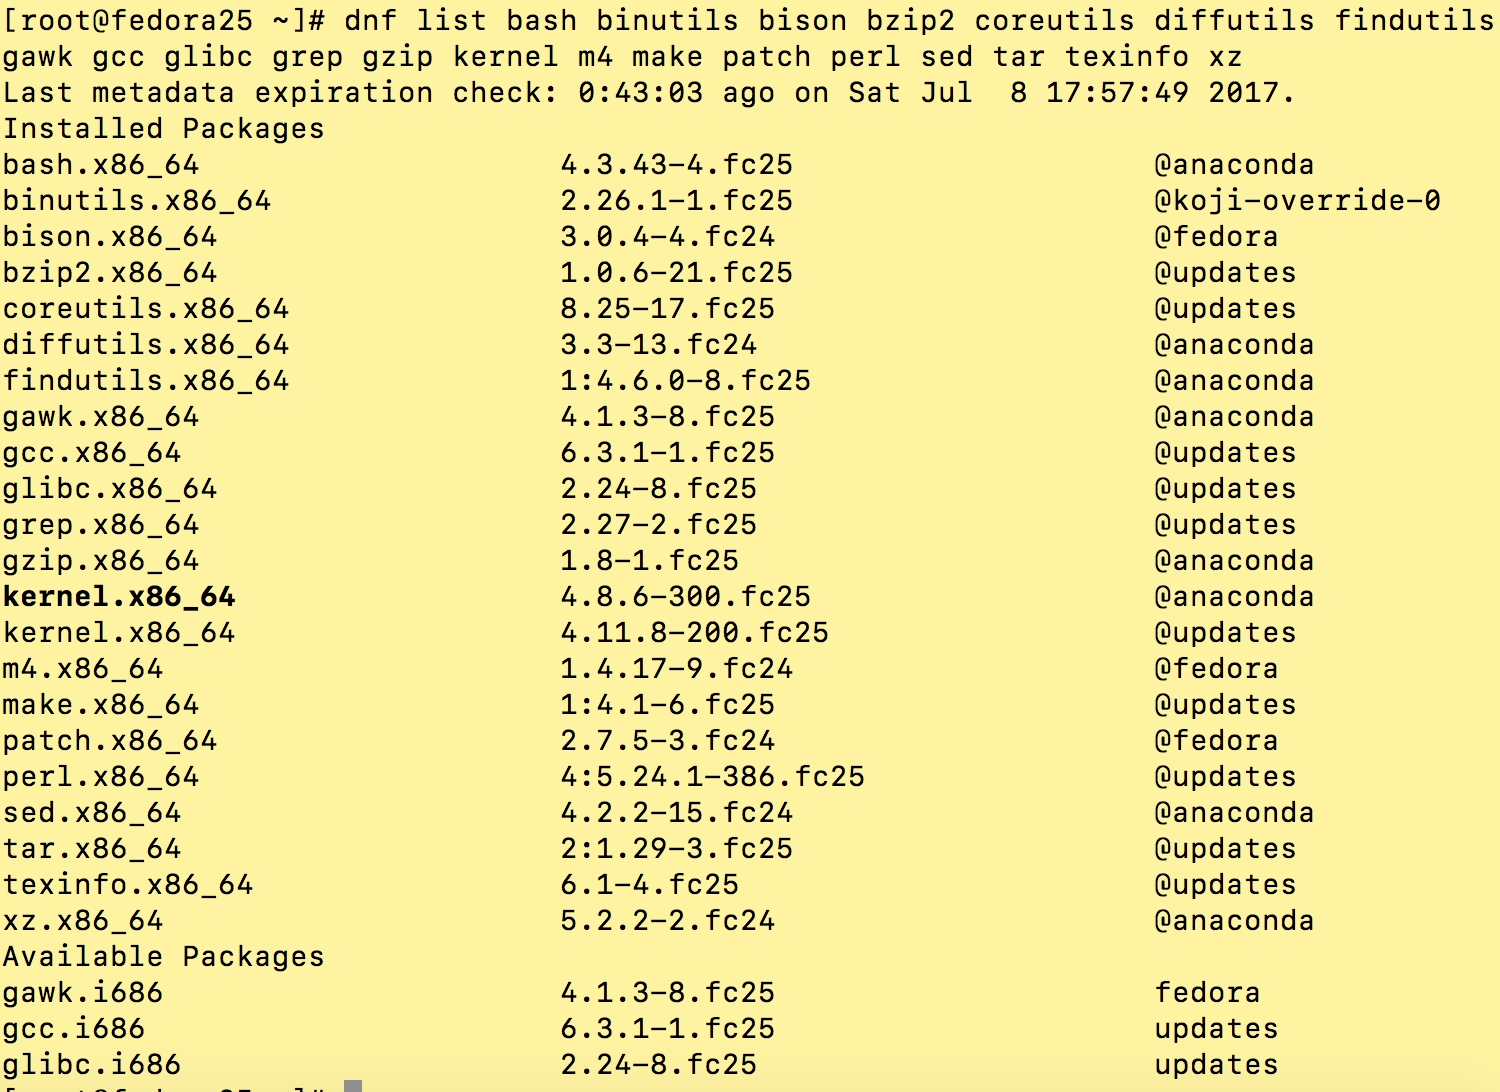 [root@fedora25 ~]# dnf list bash binutils bison bzip2 coreutils diffutils findutils
gawk gcc glibc grep gzip kernel m4 make patch perl sed tar texinfo xz
Last metadata expiration check: 0:43:03 ago on Sat Jul  8 17:57:49 2017.
Installed Packages
bash.x86_64 4.3.43-4.fc25 @anaconda
binutils.x86_64 2.26.1-1.fc25 @koji-override-0
bison.x86_64 3.0.4-4.fc24 @fedora
bzip2.x86_64 1.0.6-21.fc25 @updates
coreutils.x86_64 8.25-17.fc25 @updates
diffutils.x86_64 3.3-13.fc24 @anaconda
findutils.x86_64 1:4.6.0-8.fc25 @anaconda
gawk.x86_64 4.1.3-8.fc25 @anaconda
gcc.x86_64 6.3.1-1.fc25 @updates
glibc.x86_64 2.24-8.fc25 @updates
grep.x86_64 2.27-2.fc25 @updates
gzip.x86_64 1.8-1.fc25 @anaconda
kernel.x86_64 4.8.6-300.fc25 @anaconda
kernel.x86_64 4.11.8-200.fc25 @updates
m4.x86_64 1.4.17-9.fc24 @fedora
make.x86_64 1:4.1-6.fc25 @updates
patch.x86_64 2.7.5-3.fc24 @fedora
perl.x86_64 4:5.24.1-386.fc25 @updates
sed.x86_64 4.2.2-15.fc24 @anaconda
tar.x86_64 2:1.29-3.fc25 @updates
texinfo.x86_64 6.1-4.fc25 @updates
xz.x86_64 5.2.2-2.fc24 @anaconda
Available Packages
gawk.i686 4.1.3-8.fc25 fedora
gcc.i686 6.3.1-1.fc25 updates
glibc.i686 2.24-8.fc25 updates